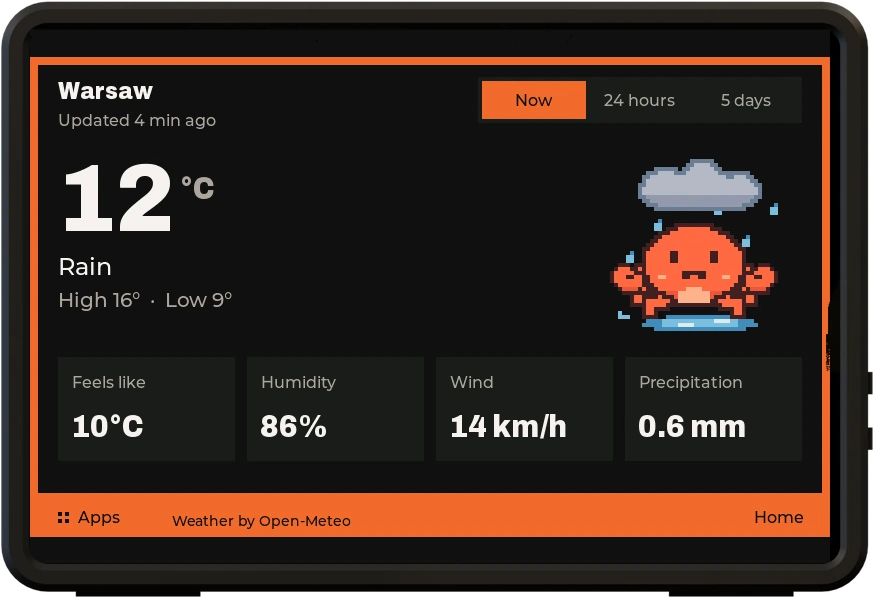 Warsaw
Updated 4 min ago
Now 24 hours 5 days
12 °C
Rain
High 16° · Low 9°
Feels like
10°C
Humidity
86%
Wind
14 km/h
Precipitation
0.6 mm
Apps
Weather by Open-Meteo
Home